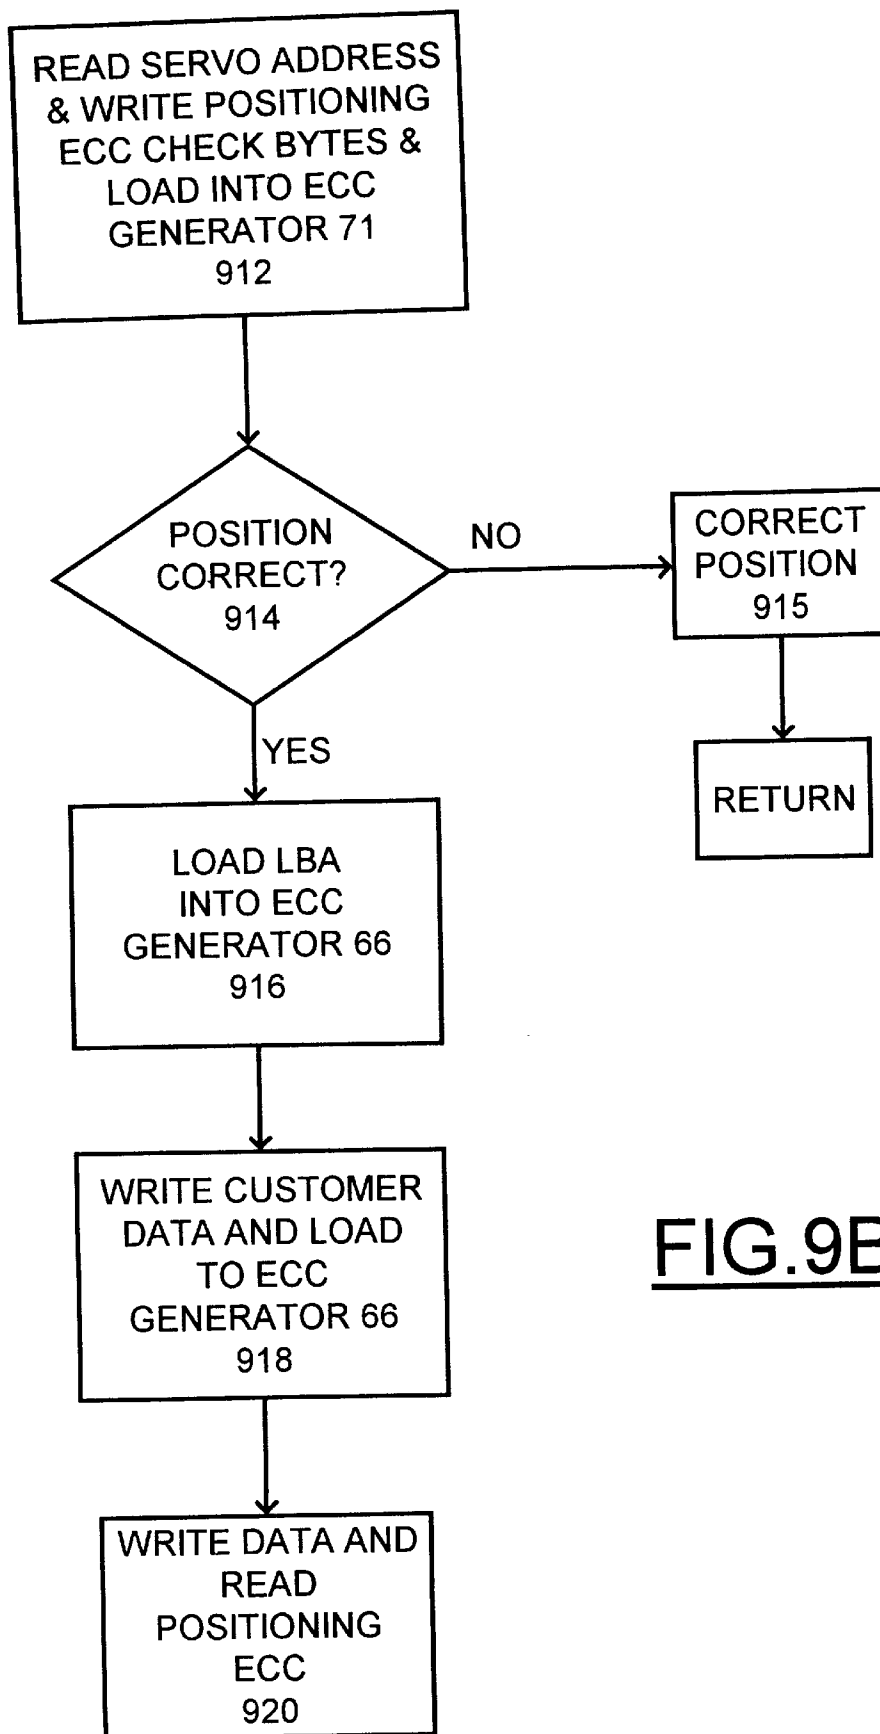 READ SERVO ADDRESS
& WRITE POSITIONING
ECC CHECK BYTES &
LOAD INTO ECC
GENERATOR 71
912
POSITION
CORRECT?
914
NO
CORRECT
POSITION
915
YES
RETURN
LOAD LBA
INTO ECC
GENERATOR 66
916
WRITE CUSTOMER
DATA AND LOAD
TO ECC
GENERATOR 66
918
FIG.9B
WRITE DATA AND
READ
POSITIONING
ECC
920